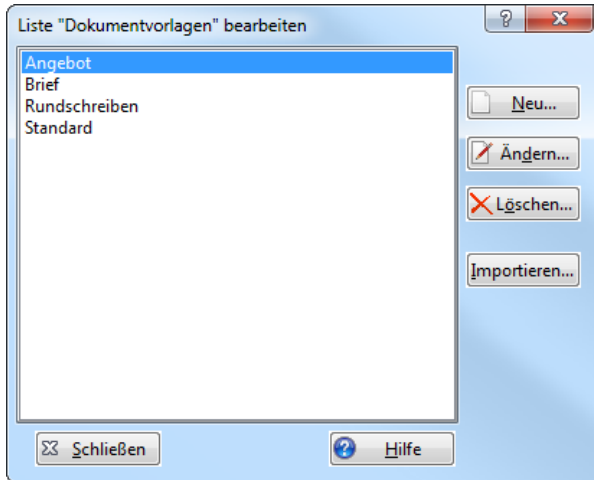 Liste "Dokumentvorlagen" bearbeiten
Angebot
Brief
Rundschreiben
Standard
Neu...
Ändern...
Löschen...
Importieren...
Schließen
Hilfe